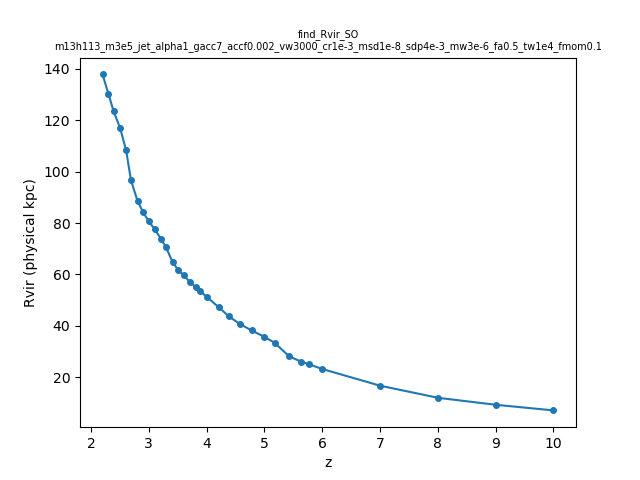 find_Rvir_SO
m13h113_m3e5_jet_alpha1_gacc7_accf0.002_vw3000_cr1e-3_msd1e-8_sdp4e-3_mw3e-6_fa0.5_tw1e4_fmom0.1
140
120
100
80
60
40
20
Rvir (physical kpc)
2 3 4 5 6 7 8 9 10
z